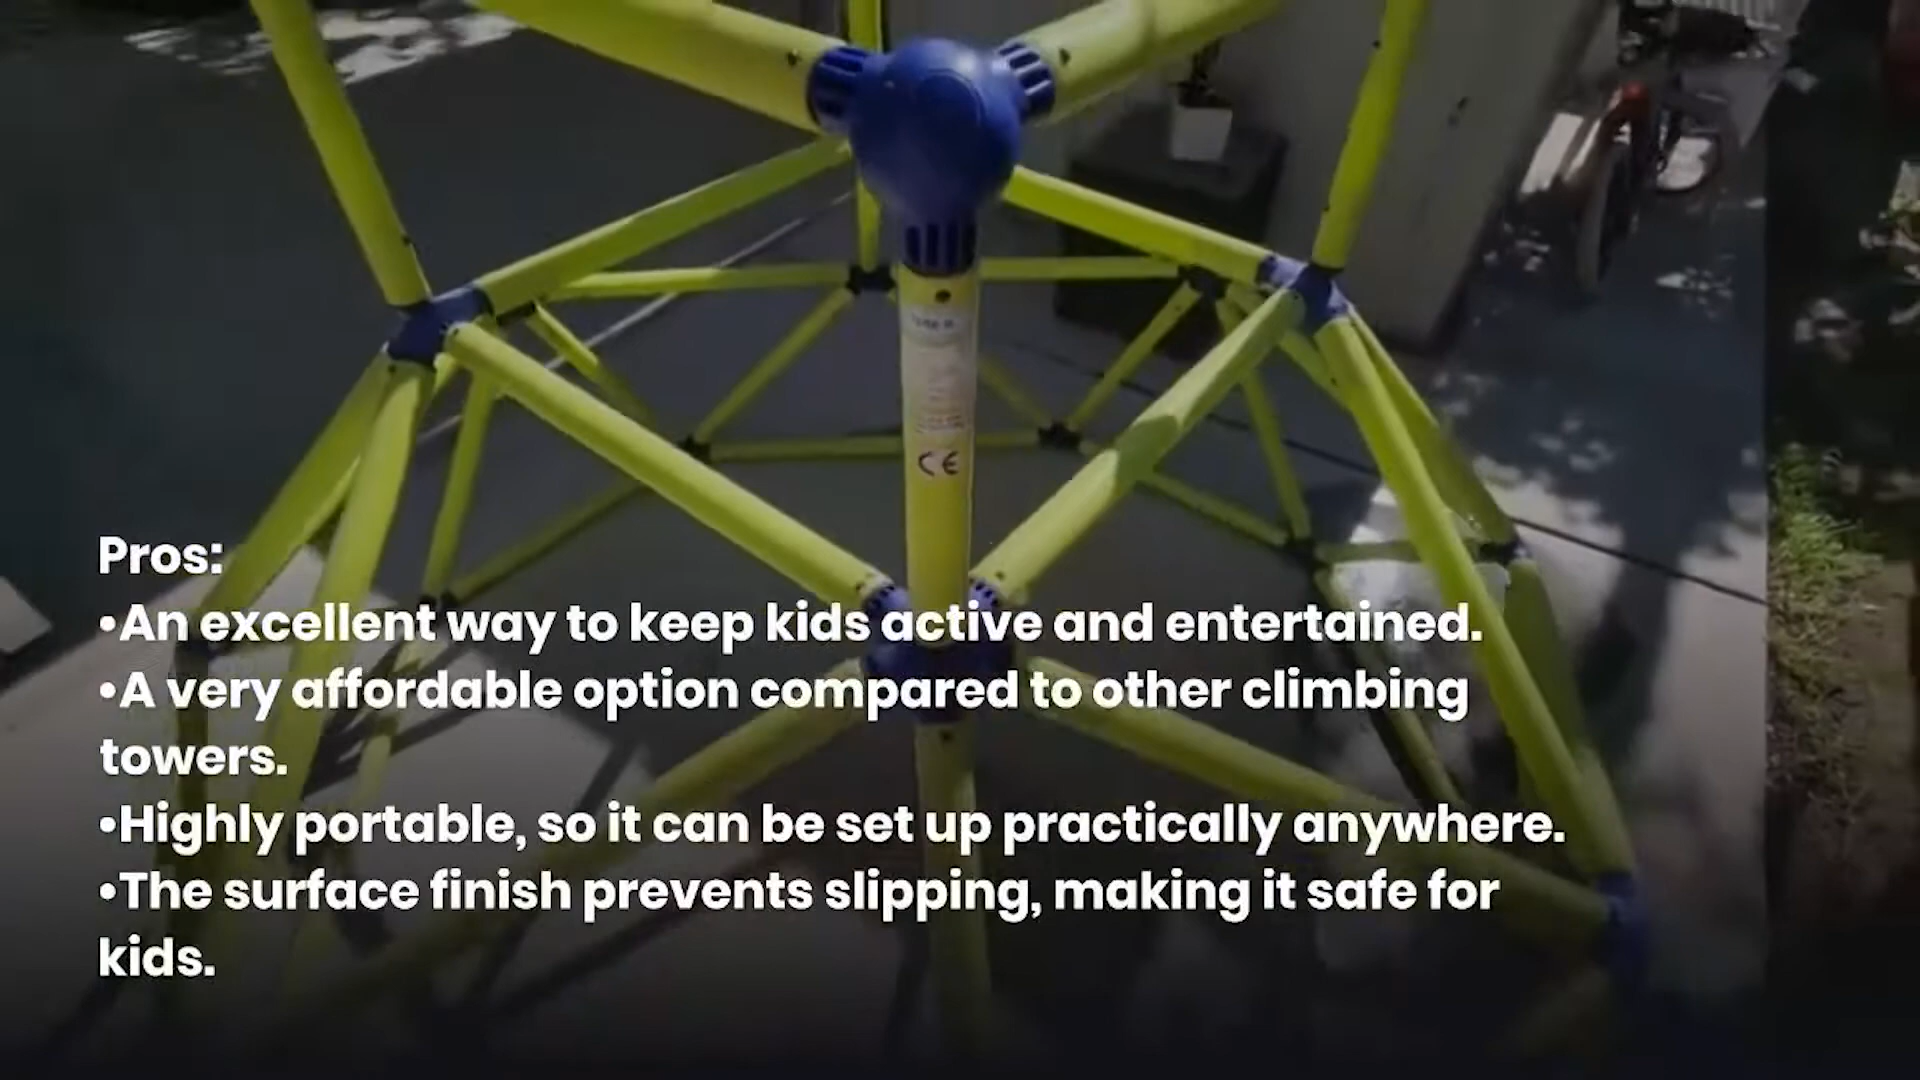 CE
Pros:
•An excellent way to keep kids active and entertained.
•A very affordable option compared to other climbing
towers.
•Highly portable, so it can be set up practically anywhere.
•The surface finish prevents slipping, making it safe for
kids.